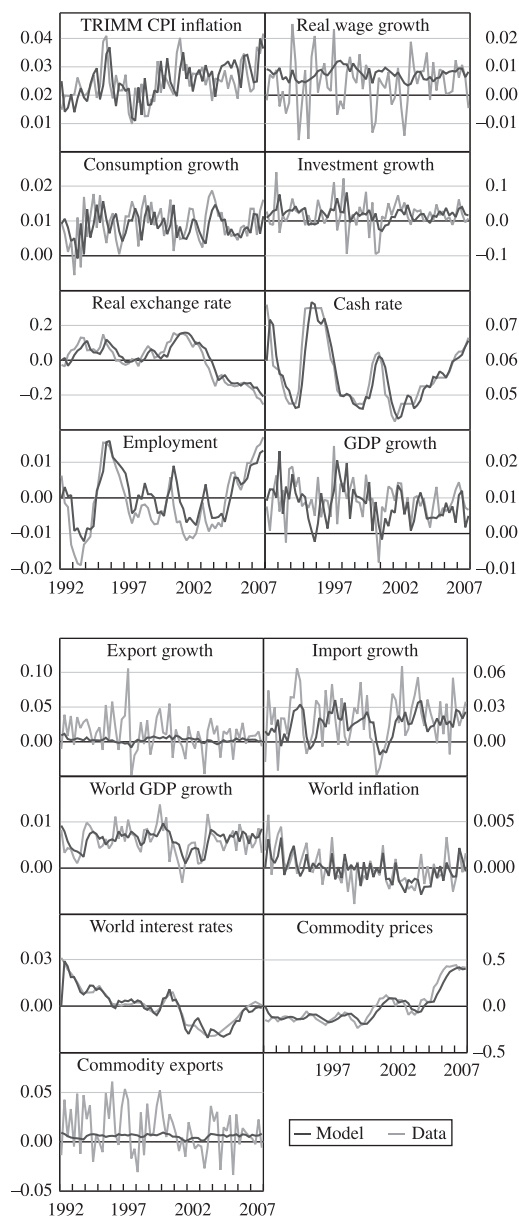 TRIMM CPI inflation Real wage growth
0.04 0.02
0.03 0.01
0.02 0.00
0.01 –0.01
Consumption growth Investment growth
0.02 0.1
0.01 0.0
0.00 –0.1
Real exchange rate Cash rate
0.2 0.07
0.0 0.06
–0.2 0.05
Employment GDP growth
0.01 0.02
0.00 0.01
–0.01 0.00
–0.02 –0.01
1992 1997 2002 2007 1997 2002 2007
Export growth Import growth
0.10 0.06
0.05 0.03
0.00 0.00
World GDP growth World inflation
0.01 0.005
0.00 0.000
World interest rates Commodity prices
0.03 0.5
0.00 0.0
–0.5
Commodity exports 1997 2002 2007
0.05
0.00 Model Data
–0.05
1992 1997 2002 2007